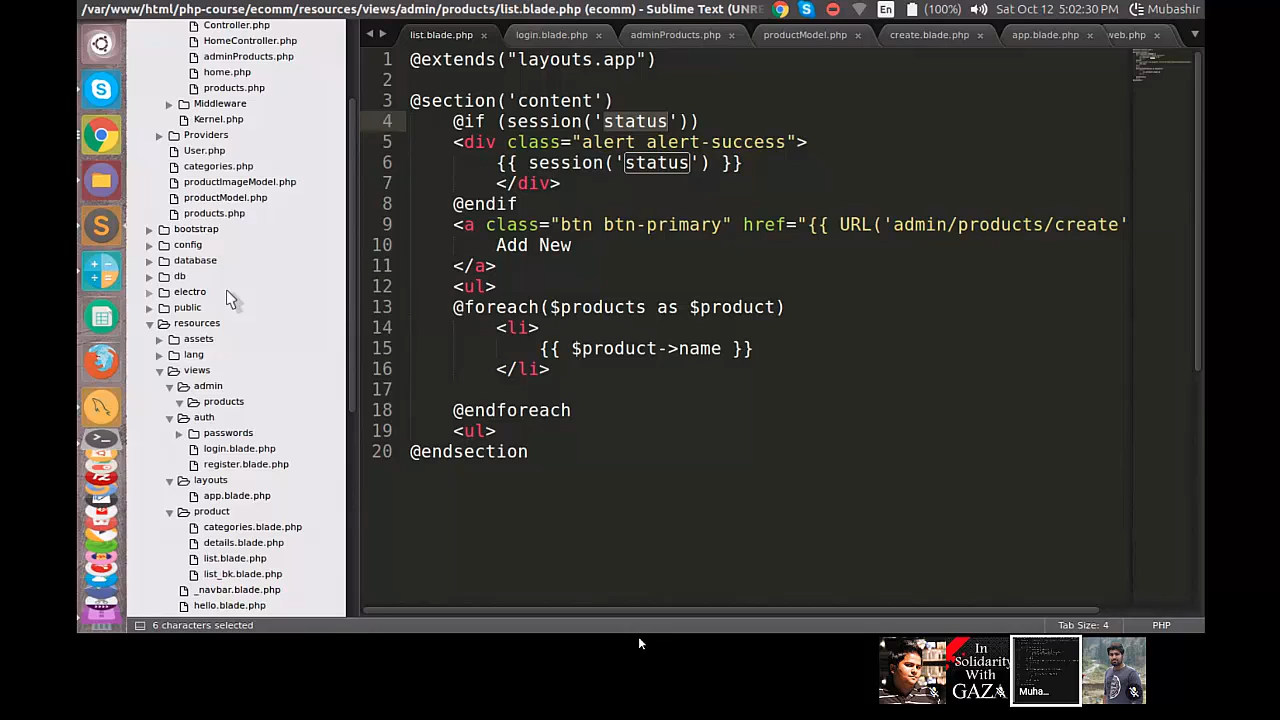 /var/www/html/php-course/ecomm/resources/views/admin/products/list.blade.php (ecomm) - Sublime Text (UNRE
En
(100%)
Sat Oct 12 5:02:30 PM
Mubashir
Controller.php
HomeController.php
adminProducts.php
home.php
products.php
Middleware
Kernel.php
Providers
User.php
categories.php
productImageModel.php
productModel.php
products.php
bootstrap
config
database
db
electro
public
resources
assets
lang
views
admin
products
auth
passwords
login.blade.php
register.blade.php
layouts
app.blade.php
product
categories.blade.php
details.blade.php
list.blade.php
list_bk.blade.php
_navbar.blade.php
hello.blade.php
list.blade.php × login.blade.php × adminProducts.php × productModel.php × create.blade.php × app.blade.php × web.php ×
1 @extends("layouts.app")
2
3 @section('content')
4 @if (session('status'))
5 <div class="alert alert-success">
6 {{ session('status') }}
7 </div>
8 @endif
9 <a class="btn btn-primary" href="{{ URL('admin/products/create'
10 Add New
11 </a>
12 <ul>
13 @foreach($products as $product)
14 <li>
15 {{ $product->name }}
16 </li>
17
18 @endforeach
19 <ul>
20 @endsection
6 characters selected
Tab Size: 4
PHP
In
Solidarity
With
GAZA
Muha...